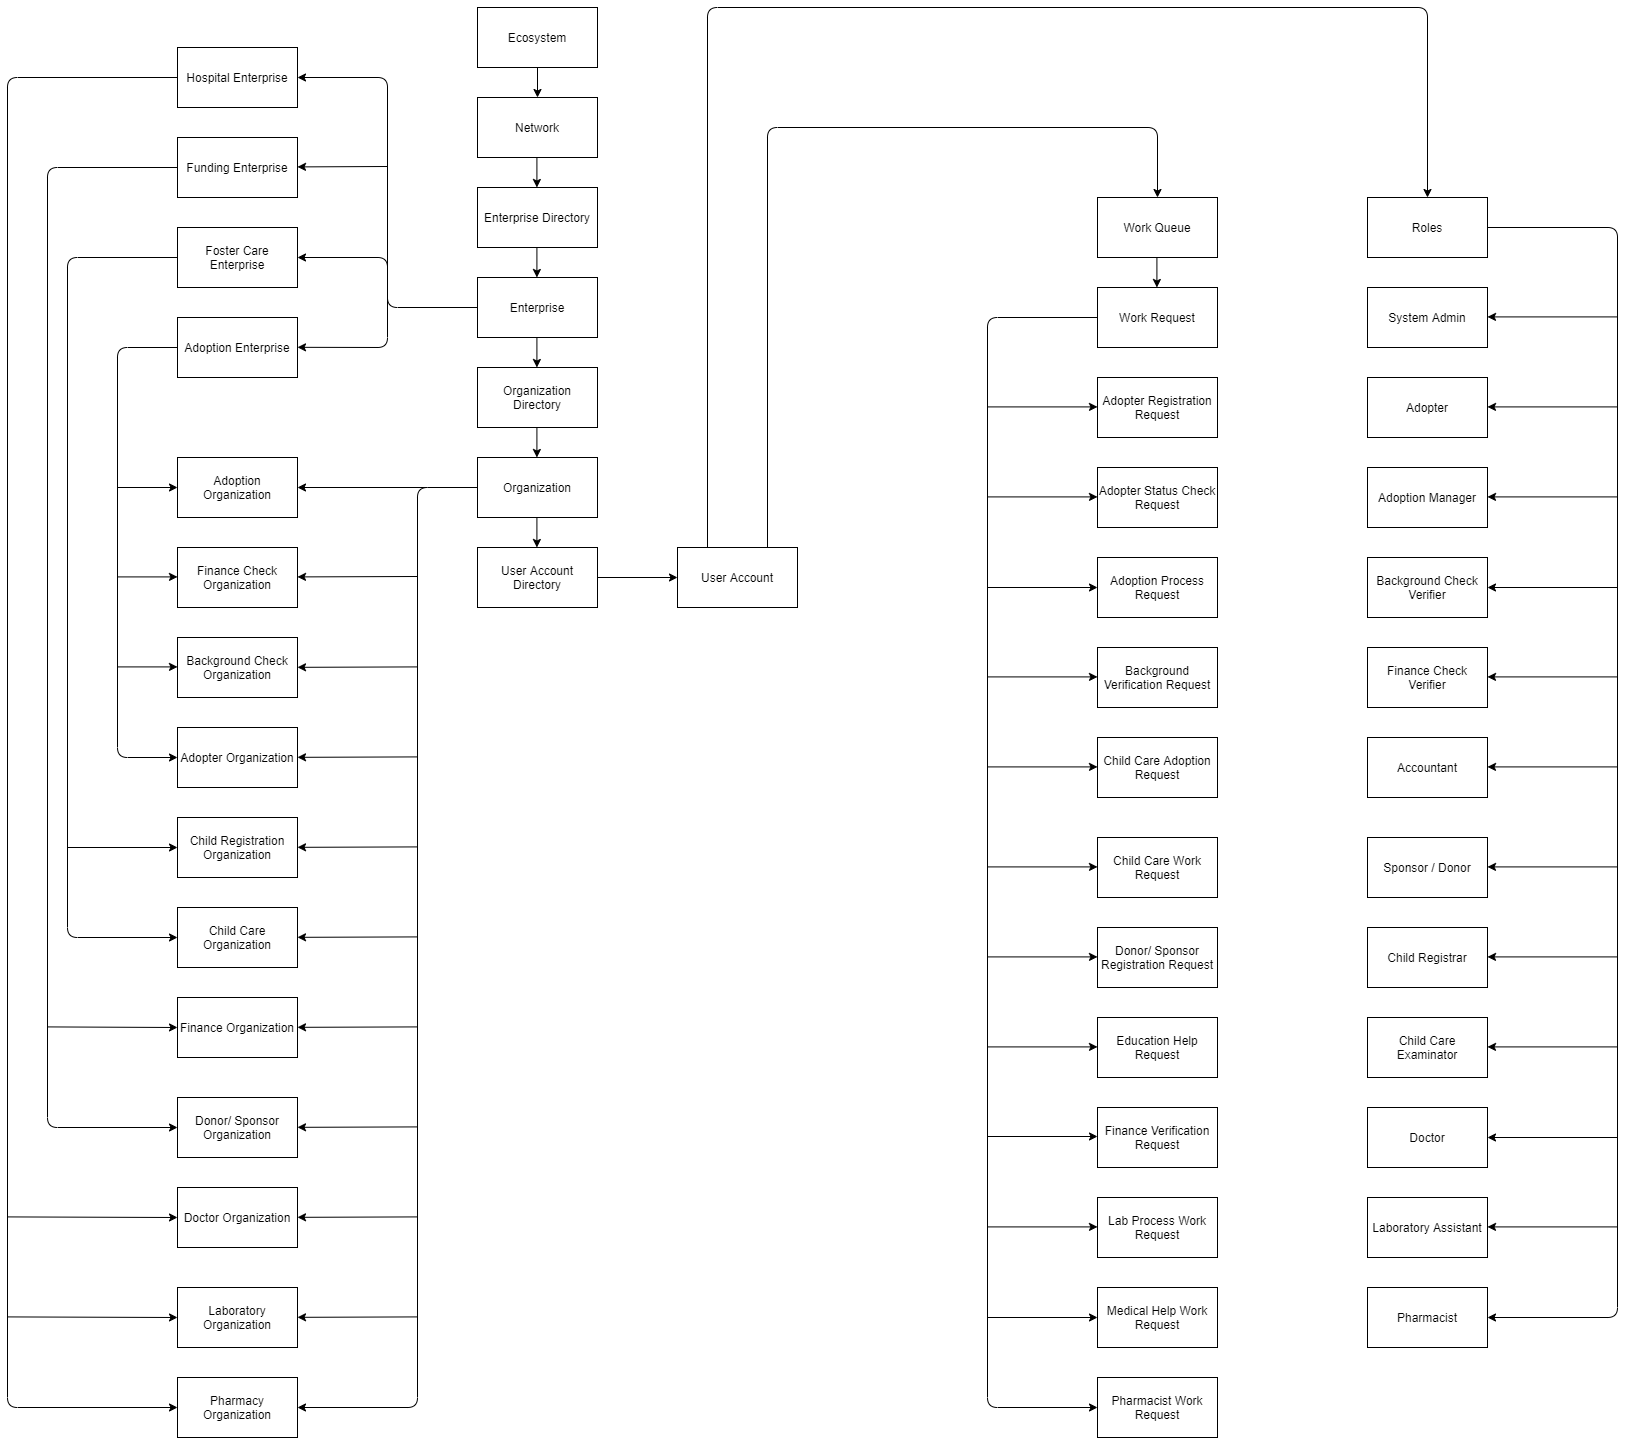 Ecosystem
Hospital Enterprise
Network
Funding Enterprise
Enterprise Directory
Foster Care
Enterprise
Enterprise
Adoption Enterprise
Organization
Directory
Adoption
Organization
Organization
Finance Check
Organization
User Account
Directory
User Account
Background Check
Organization
Adopter Organization
Child Registration
Organization
Child Care
Organization
Finance Organization
Donor/ Sponsor
Organization
Doctor Organization
Laboratory
Organization
Pharmacy
Organization
Work Queue
Work Request
Adopter Registration
Request
Adopter Status Check
Request
Adoption Process
Request
Background
Verification Request
Child Care Adoption
Request
Child Care Work
Request
Donor/ Sponsor
Registration Request
Education Help
Request
Finance Verification
Request
Lab Process Work
Request
Medical Help Work
Request
Pharmacist Work
Request
Roles
System Admin
Adopter
Adoption Manager
Background Check
Verifier
Finance Check
Verifier
Accountant
Sponsor / Donor
Child Registrar
Child Care
Examinator
Doctor
Laboratory Assistant
Pharmacist